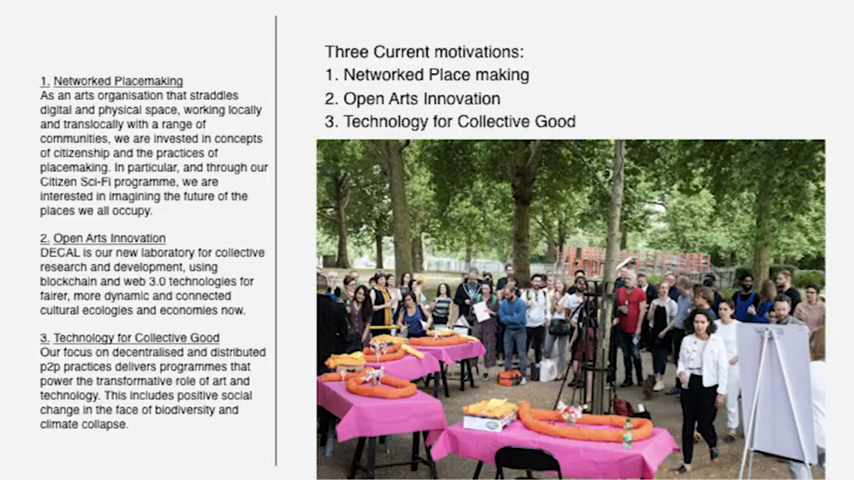 1. Networked Placemaking
As an arts organisation that straddles
digital and physical space, working locally
and translocally with a range of
communities, we are invested in concepts
of citizenship and the practices of
placemaking. In particular, and through our
Citizen Sci-Fi programme, we are
interested in imagining the future of the
places we all occupy.
2. Open Arts Innovation
DECAL is our new laboratory for collective
research and development, using
blockchain and web 3.0 technologies for
fairer, more dynamic and connected
cultural ecologies and economies now.
3. Technology for Collective Good
Our focus on decentralised and distributed
p2p practices delivers programmes that
power the transformative role of art and
technology. This includes positive social
change in the face of biodiversity and
climate collapse.
Three Current motivations:
1. Networked Place making
2. Open Arts Innovation
3. Technology for Collective Good